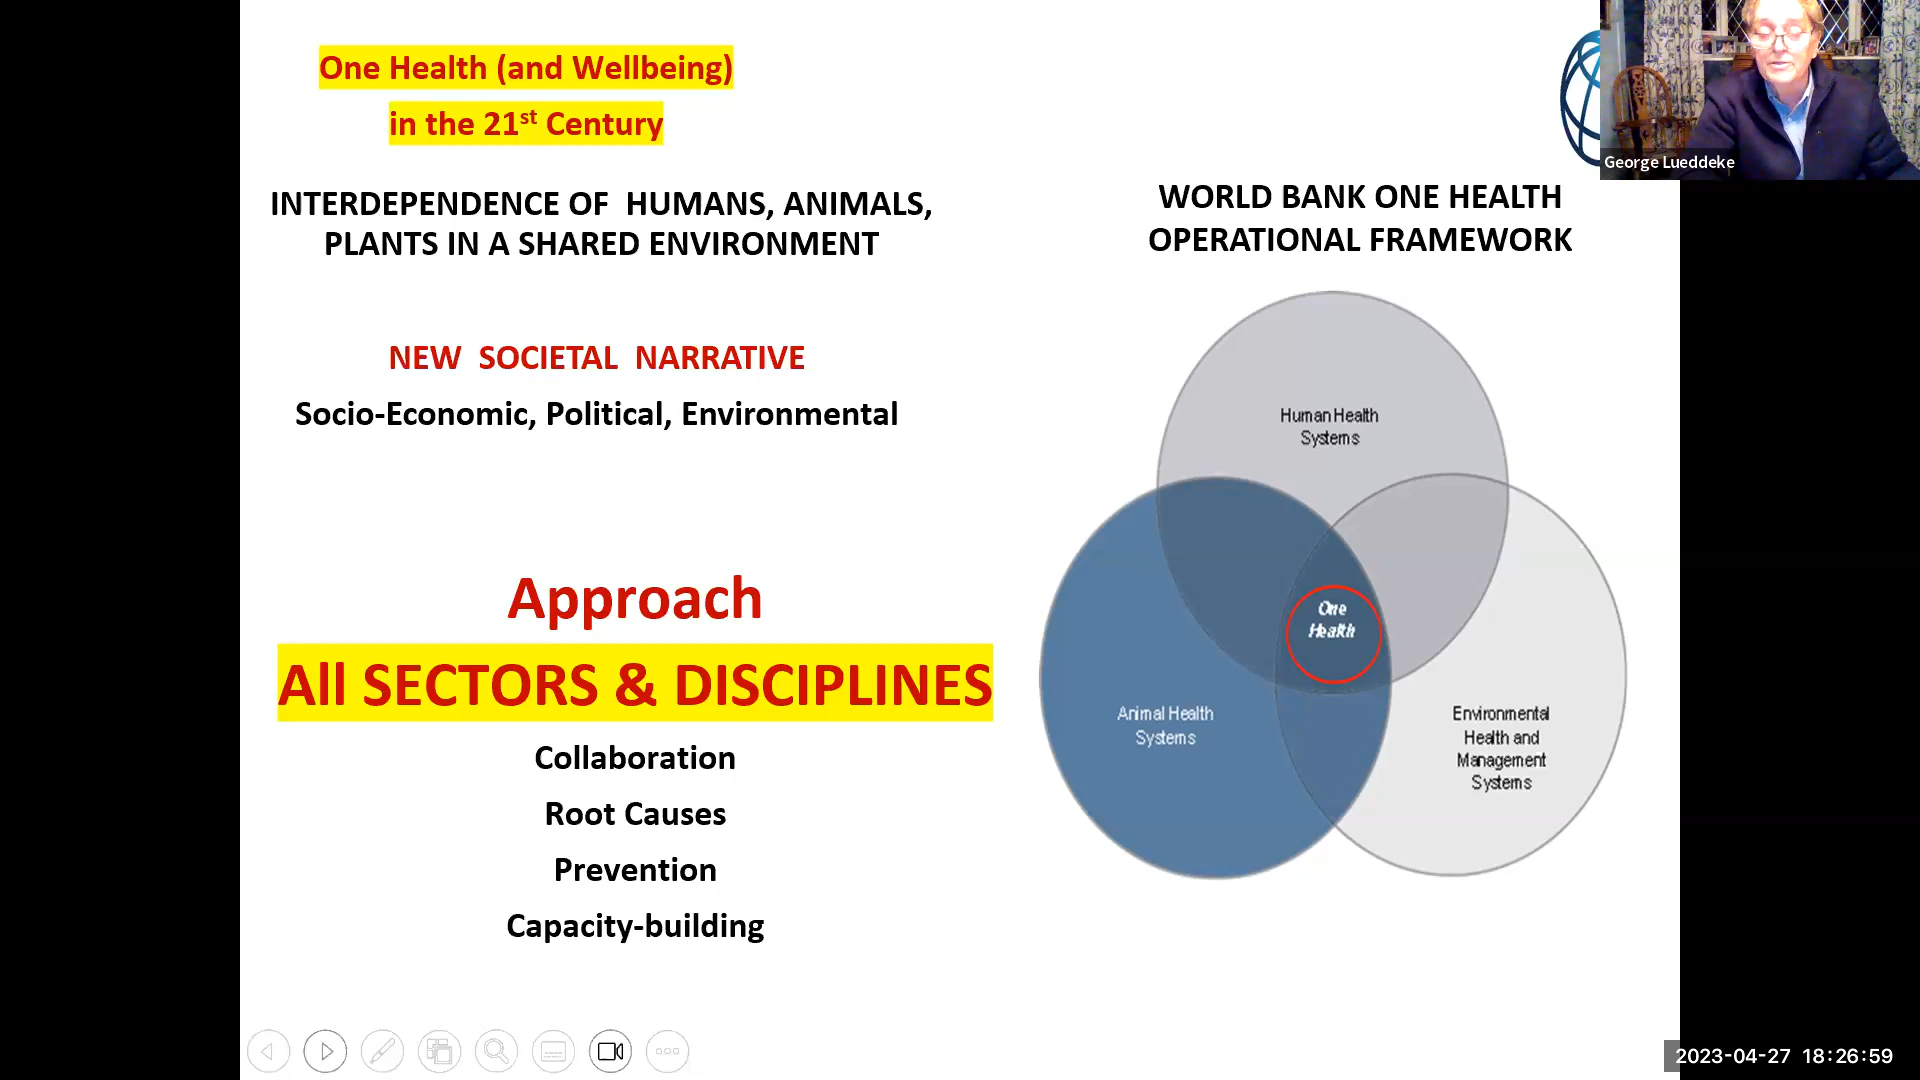 One Health (and Wellbeing)
in the 21st Century
INTERDEPENDENCE OF HUMANS, ANIMALS,
PLANTS IN A SHARED ENVIRONMENT
NEW SOCIETAL NARRATIVE
Socio-Economic, Political, Environmental
Approach
All SECTORS & DISCIPLINES
Collaboration
Root Causes
Prevention
Capacity-building
George Lueddeke
WORLD BANK ONE HEALTH
OPERATIONAL FRAMEWORK
Human Health
Systems
One
Health
Animal Health
Systems
Environmental
Health and
Management
Systems
2023-04-27 18:26:59